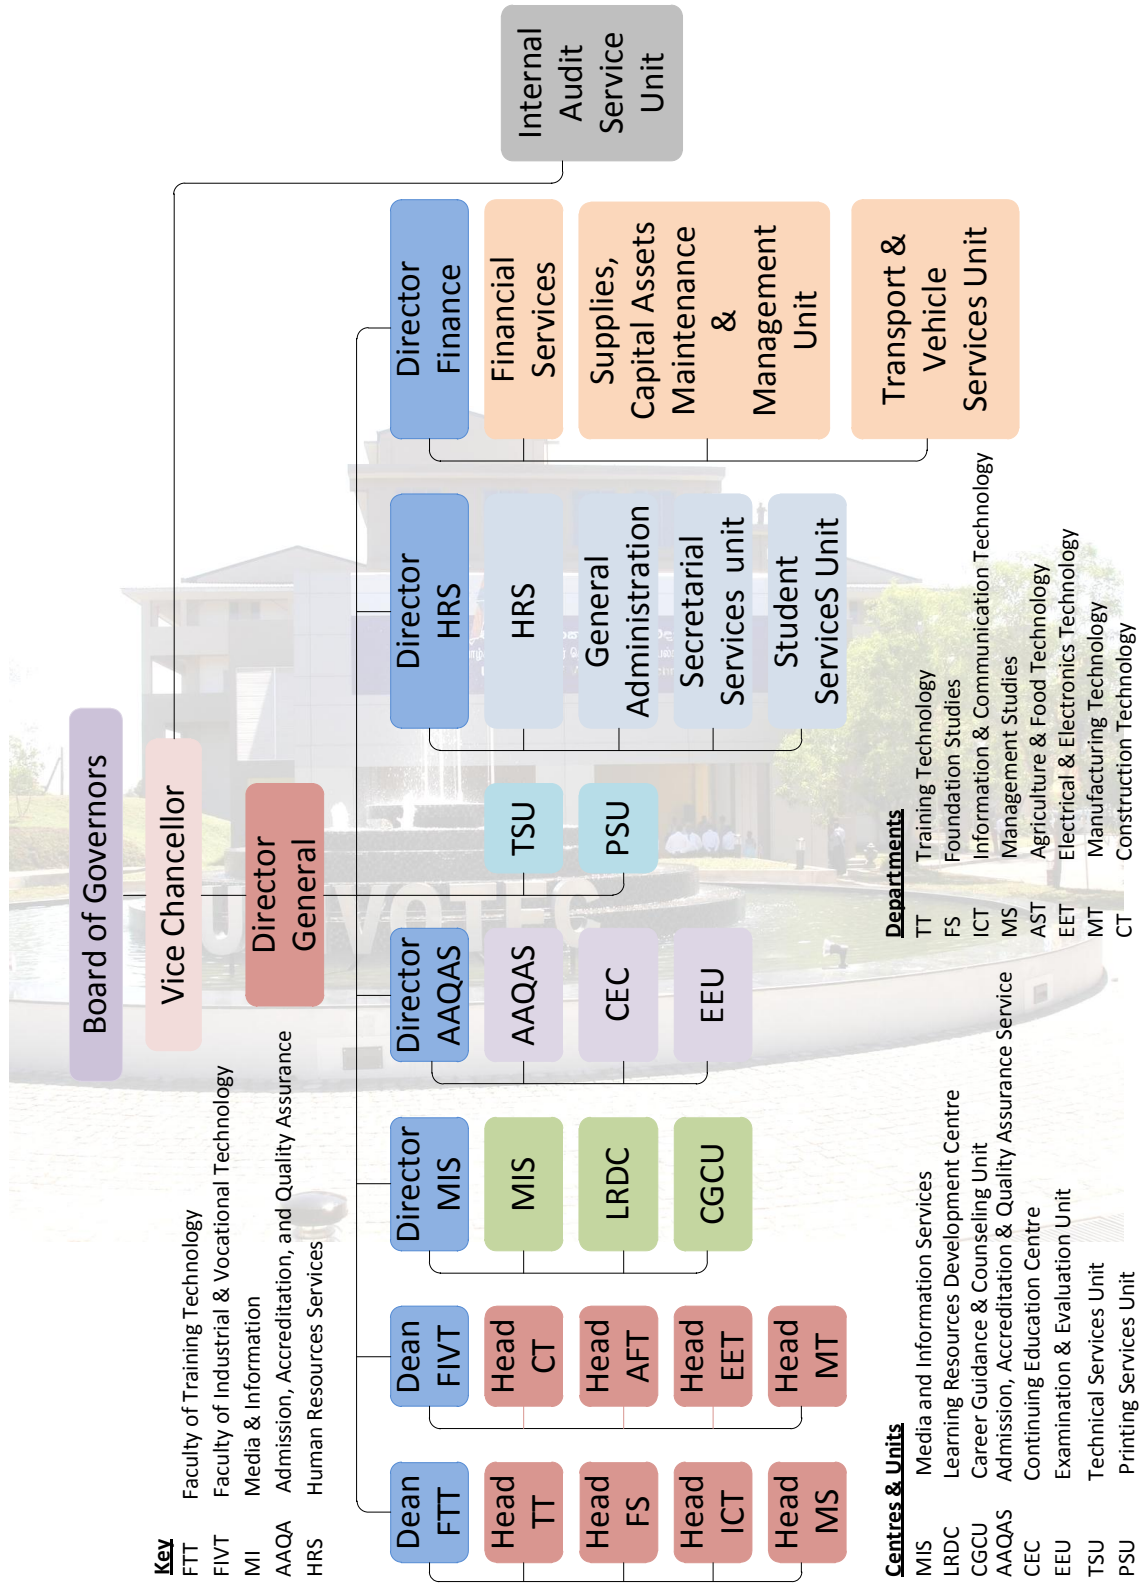 Board of Governors
Vice Chancellor
Director
General
Internal
Audit
Service
Unit
Key
FTT Faculty of Training Technology
FIVT Faculty of Industrial & Vocational Technology
MI Media & Information
AAQA Admission, Accreditation, and Quality Assurance
HRS Human Resources Services
Dean
FTT
Head
TT
Head
FS
Head
ICT
Head
MS
Dean
FIVT
Head
CT
Head
AFT
Head
EET
Head
MT
Director
MIS
MIS
LRDC
CGCU
Director
AAQAS
AAQAS
CEC
EEU
TSU
PSU
Director
HRS
HRS
General
Administration
Secretarial
Services unit
Student
ServiceS Unit
Director
Finance
Financial
Services
Supplies,
Capital Assets
Maintenance
&
Management
Unit
Transport &
Vehicle
Services Unit
Centres & Units
MIS Media and Information Services
LRDC Learning Resources Development Centre
CGCU Career Guidance & Counseling Unit
AAQAS Admission, Accreditation & Quality Assurance Service
CEC Continuing Education Centre
EEU Examination & Evaluation Unit
TSU Technical Services Unit
PSU Printing Services Unit
Departments
TT Training Technology
FS Foundation Studies
ICT Information & Communication Technology
MS Management Studies
AST Agriculture & Food Technology
EET Electrical & Electronics Technology
MT Manufacturing Technology
CT Construction Technology